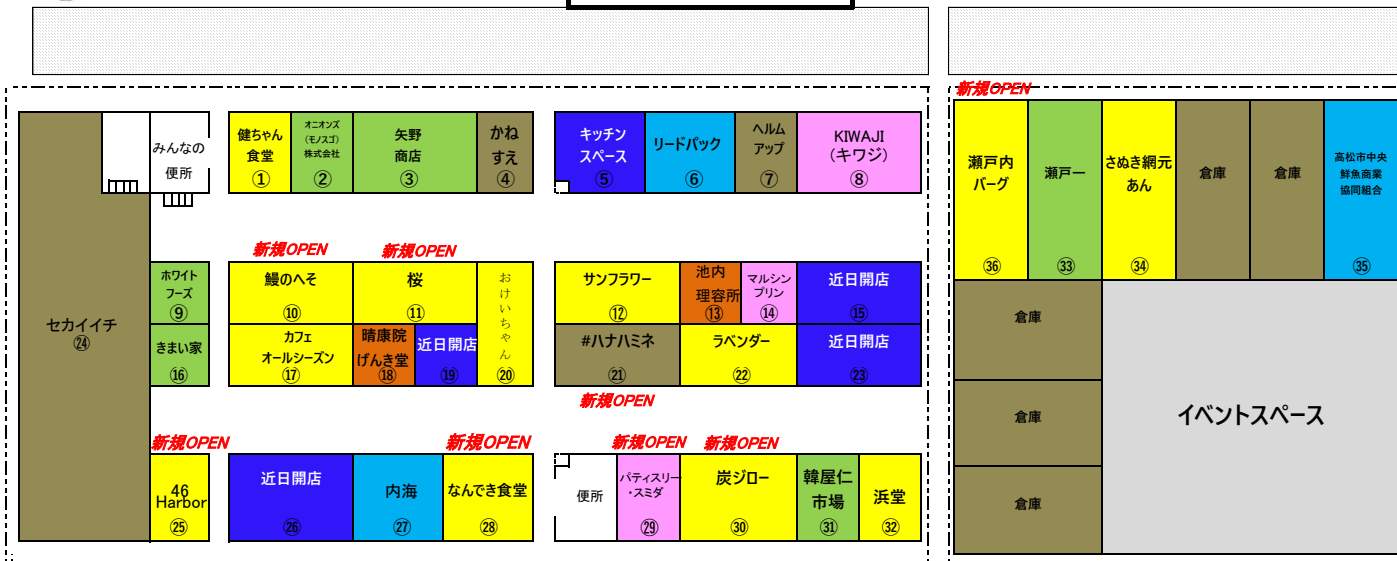 新規OPEN
みんなの
便所
健ちゃん
食堂
①
オニオンズ
(モノスゴ)
株式会社
②
矢野
商店
③
かね
すえ
④
キッチン
スペース
⑤
リードパック
⑥
ヘルム
アップ
⑦
KIWAJI
(キワジ)
⑧
瀬戸内
バーグ
㊱
瀬戸一
㉝
さぬき網元
あん
㉞
倉庫
倉庫
高松市中央
鮮魚商業
協同組合
㉟
新規OPEN
新規OPEN
セカイイチ
㉔
ホワイト
フーズ
⑨
鰻のへそ
⑩
桜
⑪
おけいちゃん
⑳
サンフラワー
⑫
池内
理容所
⑬
マルシン
プリン
⑭
近日開店
⑮
きまい家
⑯
カフェ
オールシーズン
⑰
晴康院
げんき堂
⑱
近日開店
⑲
#ハナハミネ
㉑
ラベンダー
㉒
近日開店
㉓
倉庫
倉庫
倉庫
イベントスペース
新規OPEN
新規OPEN
新規OPEN
新規OPEN
新規OPEN
46
Harbor
㉕
近日開店
㉖
内海
㉗
なんでき食堂
㉘
便所
パティスリー
・スミダ
㉙
炭ジロー
㉚
韓屋仁
市場
㉛
浜堂
㉜